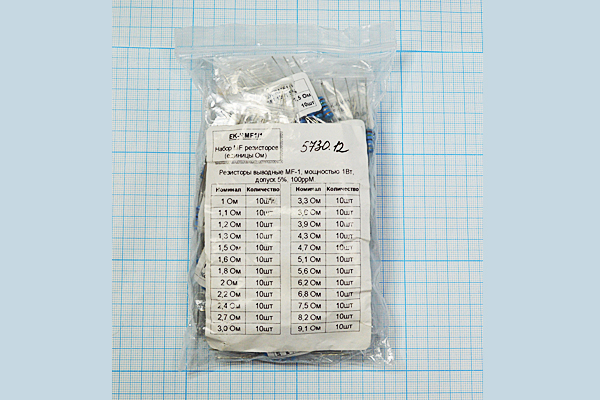 5 Ом
10шт
EK-R/MF1/1
Набор MF резисторов
(единицы Ом)
5730.12
Резисторы выводные MF-1, мощностью 1Вт,
допуск 5%, 100ppM
Номинал Количество Номинал Количество
1 Ом 10шт 3,3 Ом 10шт
1,1 Ом 10шт 3,6 Ом 10шт
1,2 Ом 10шт 3,9 Ом 10шт
1,3 Ом 10шт 4,3 Ом 10шт
1,5 Ом 10шт 4,7 Ом 10шт
1,6 Ом 10шт 5,1 Ом 10шт
1,8 Ом 10шт 5,6 Ом 10шт
2 Ом 10шт 6,2 Ом 10шт
2,2 Ом 10шт 6,8 Ом 10шт
2,4 Ом 10шт 7,5 Ом 10шт
2,7 Ом 10шт 8,2 Ом 10шт
3,0 Ом 10шт 9,1 Ом 10шт